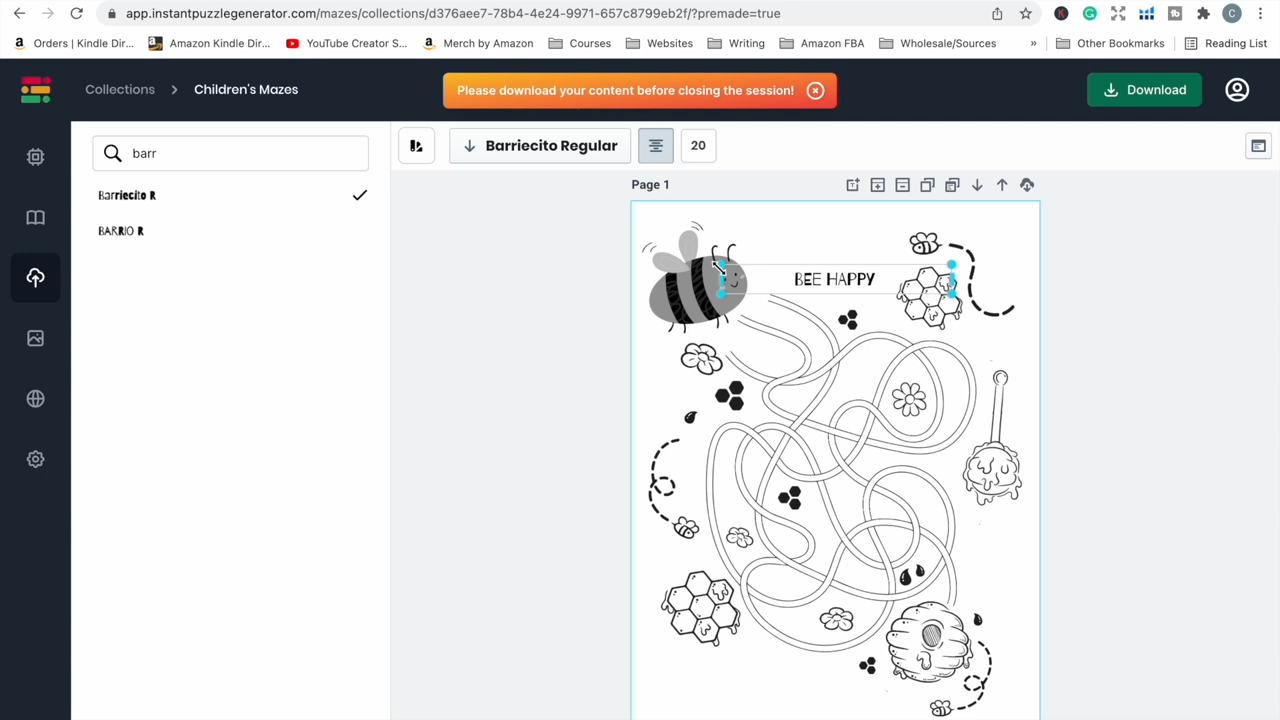 app.instantpuzzlegenerator.com/mazes/collections/d376aee7-78b4-4e24-9971-657c8799eb2f/?premade=true
Orders | Kindle Dir...
Amazon Kindle Dir...
YouTube Creator S...
Merch by Amazon
Courses
Websites
Writing
Amazon FBA
Wholesale/Sources
»
Other Bookmarks
Reading List
Collections > Children's Mazes
Please download your content before closing the session!
Download
barr
Barriecito Regular
20
Barriecito R
BARRIO R
Page 1
BEE HAPPY